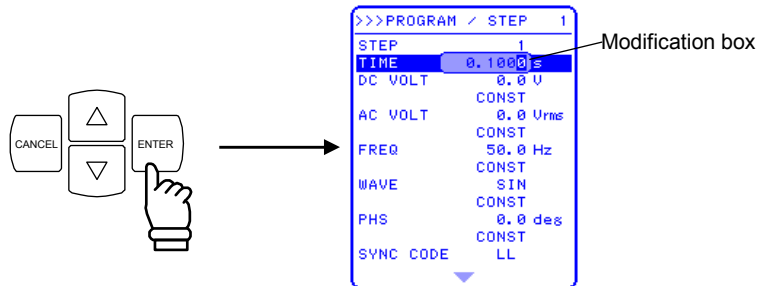 >>>PROGRAM / STEP 1
STEP 1
TIME 0.1000 s
DC VOLT 0.0 V
CONST
AC VOLT 0.0 Vrms
CONST
FREQ 50.0 Hz
CONST
WAVE SIN
CONST
PHS 0.0 deg
CONST
SYNC CODE LL
Modification box
CANCEL
ENTER